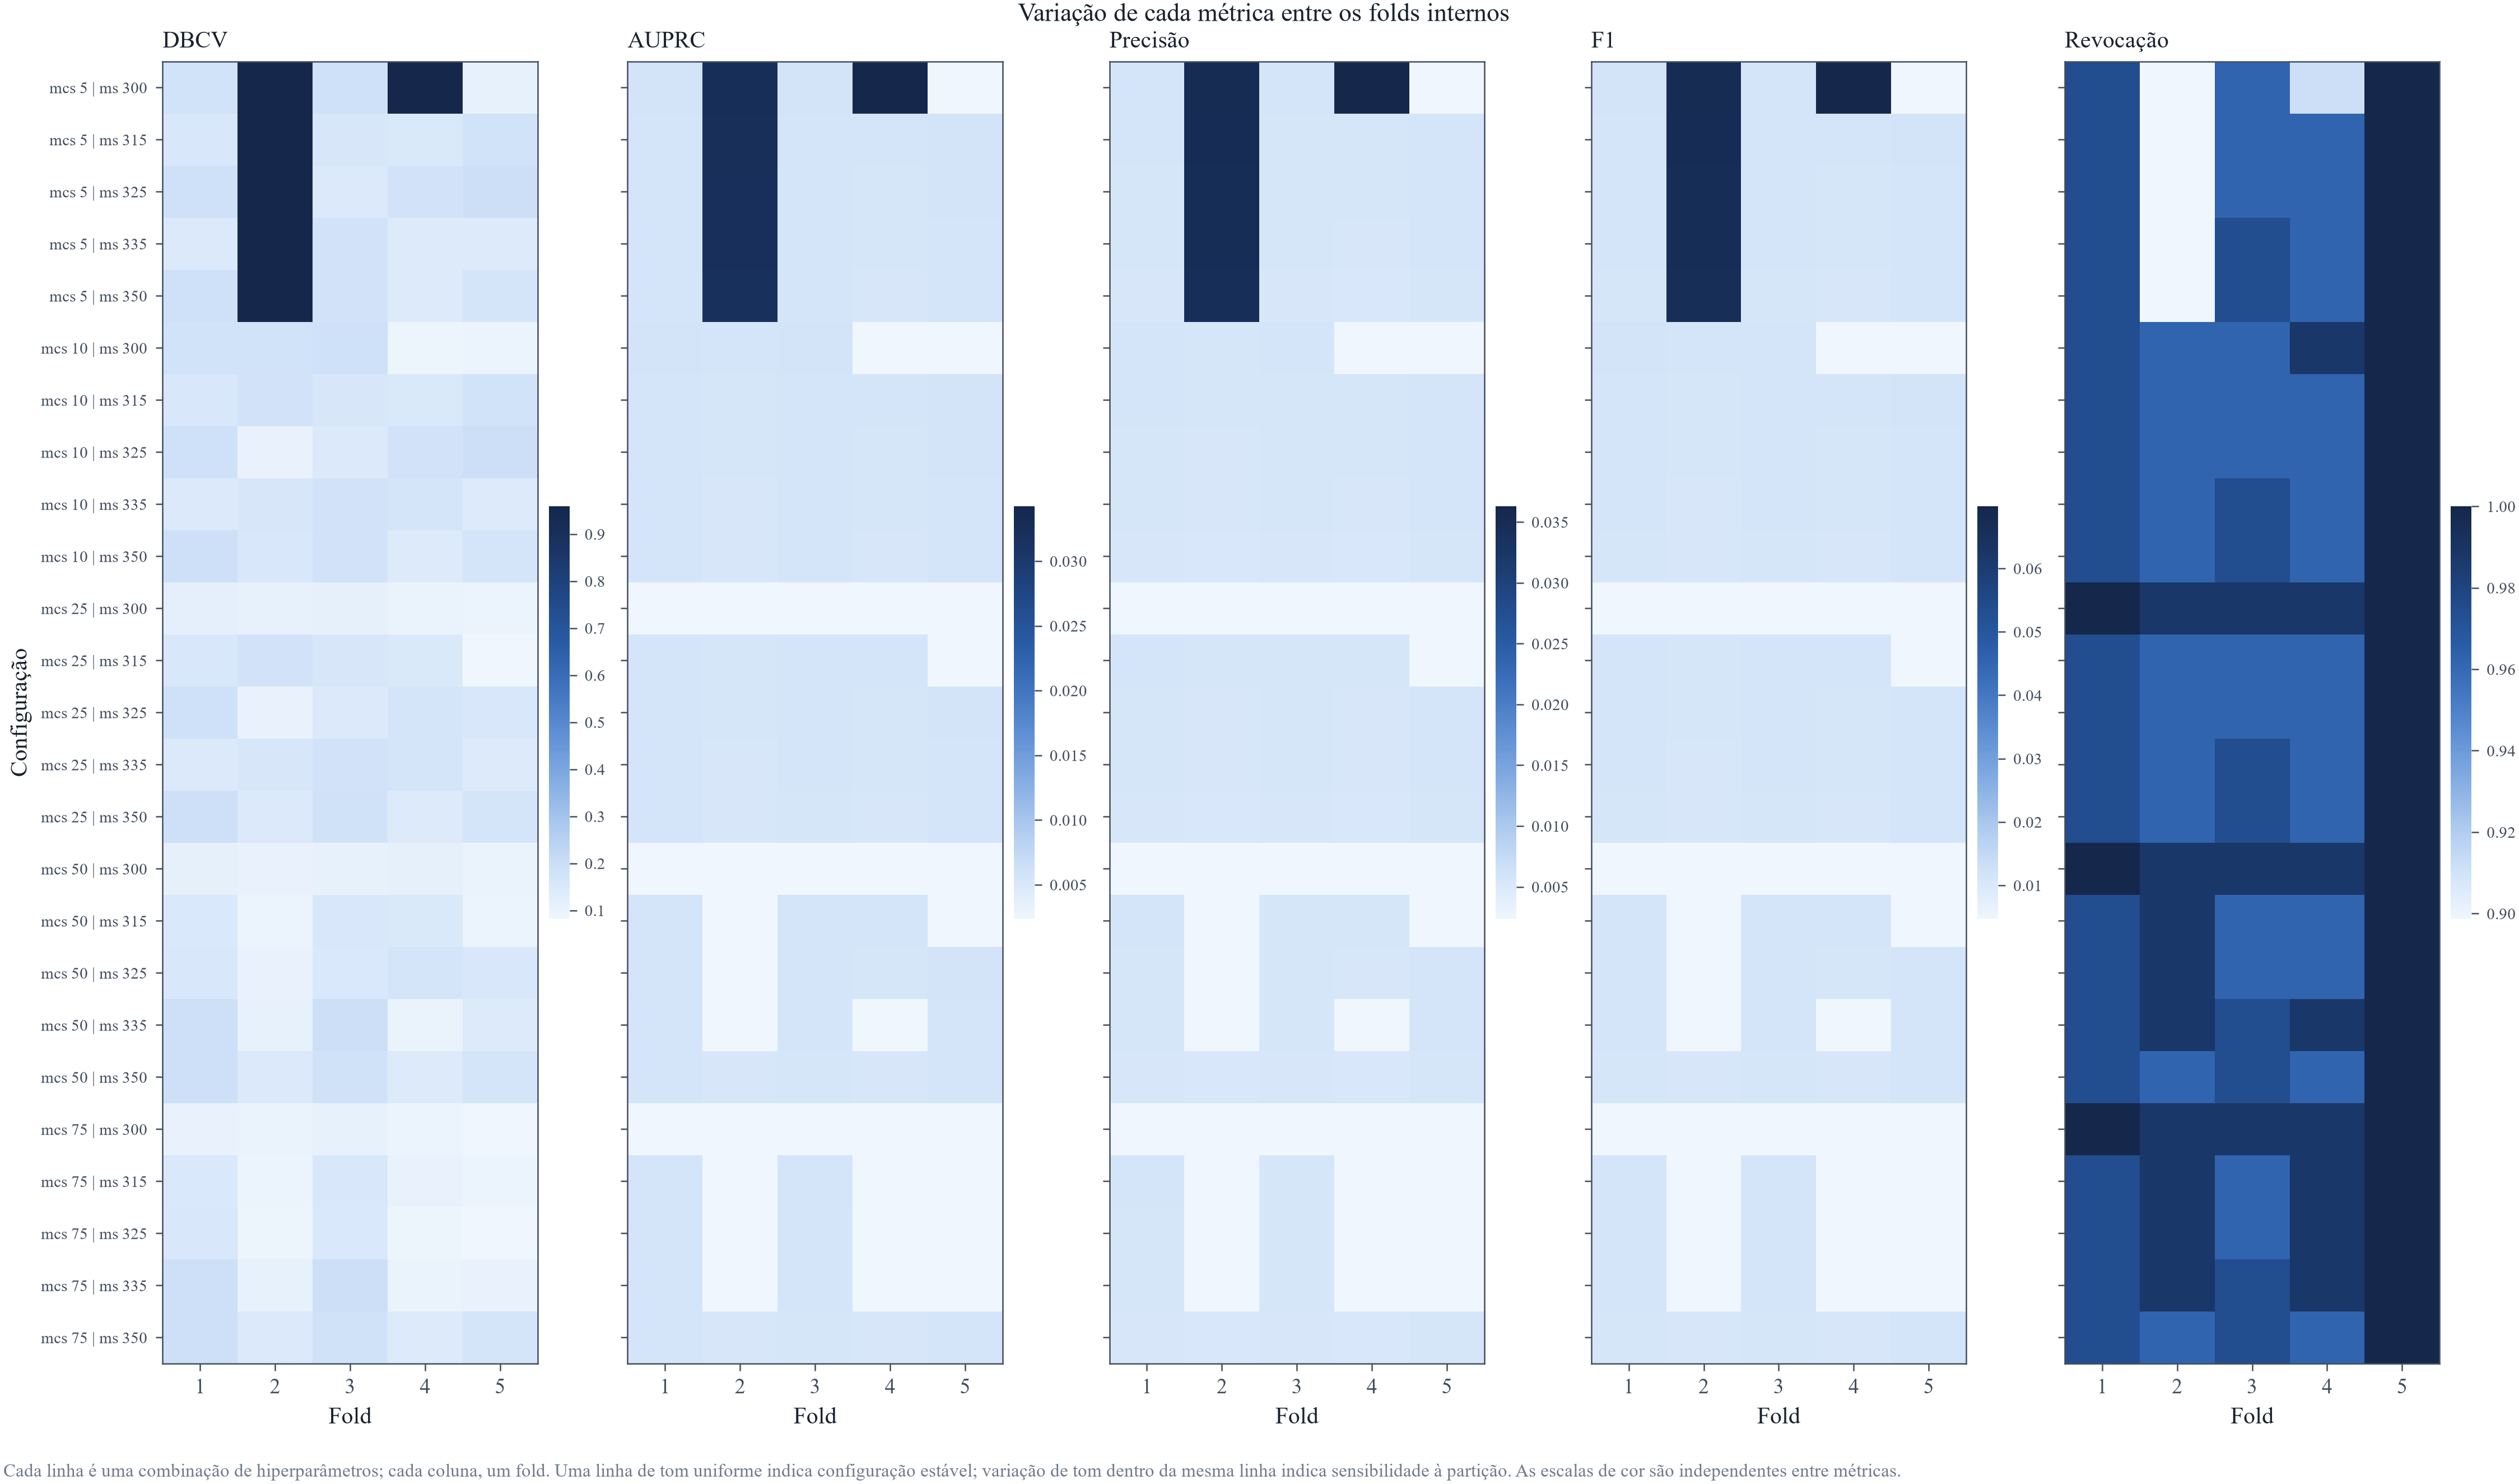 Variação de cada métrica entre os folds internos
DBCV
AUPRC
Precisão
F1
Revocação
Configuração
mcs 5 | ms 300
mcs 5 | ms 315
mcs 5 | ms 325
mcs 5 | ms 335
mcs 5 | ms 350
mcs 10 | ms 300
mcs 10 | ms 315
mcs 10 | ms 325
mcs 10 | ms 335
mcs 10 | ms 350
mcs 25 | ms 300
mcs 25 | ms 315
mcs 25 | ms 325
mcs 25 | ms 335
mcs 25 | ms 350
mcs 50 | ms 300
mcs 50 | ms 315
mcs 50 | ms 325
mcs 50 | ms 335
mcs 50 | ms 350
mcs 75 | ms 300
mcs 75 | ms 315
mcs 75 | ms 325
mcs 75 | ms 335
mcs 75 | ms 350
0.9
0.8
0.7
0.6
0.5
0.4
0.3
0.2
0.1
0.030
0.025
0.020
0.015
0.010
0.005
0.035
0.030
0.025
0.020
0.015
0.010
0.005
0.06
0.05
0.04
0.03
0.02
0.01
1.00
0.98
0.96
0.94
0.92
0.90
1 2 3 4 5
1 2 3 4 5
1 2 3 4 5
1 2 3 4 5
1 2 3 4 5
Fold
Fold
Fold
Fold
Fold
Cada linha é uma combinação de hiperparâmetros; cada coluna, um fold. Uma linha de tom uniforme indica configuração estável; variação de tom dentro da mesma linha indica sensibilidade à partição. As escalas de cor são independentes entre métricas.